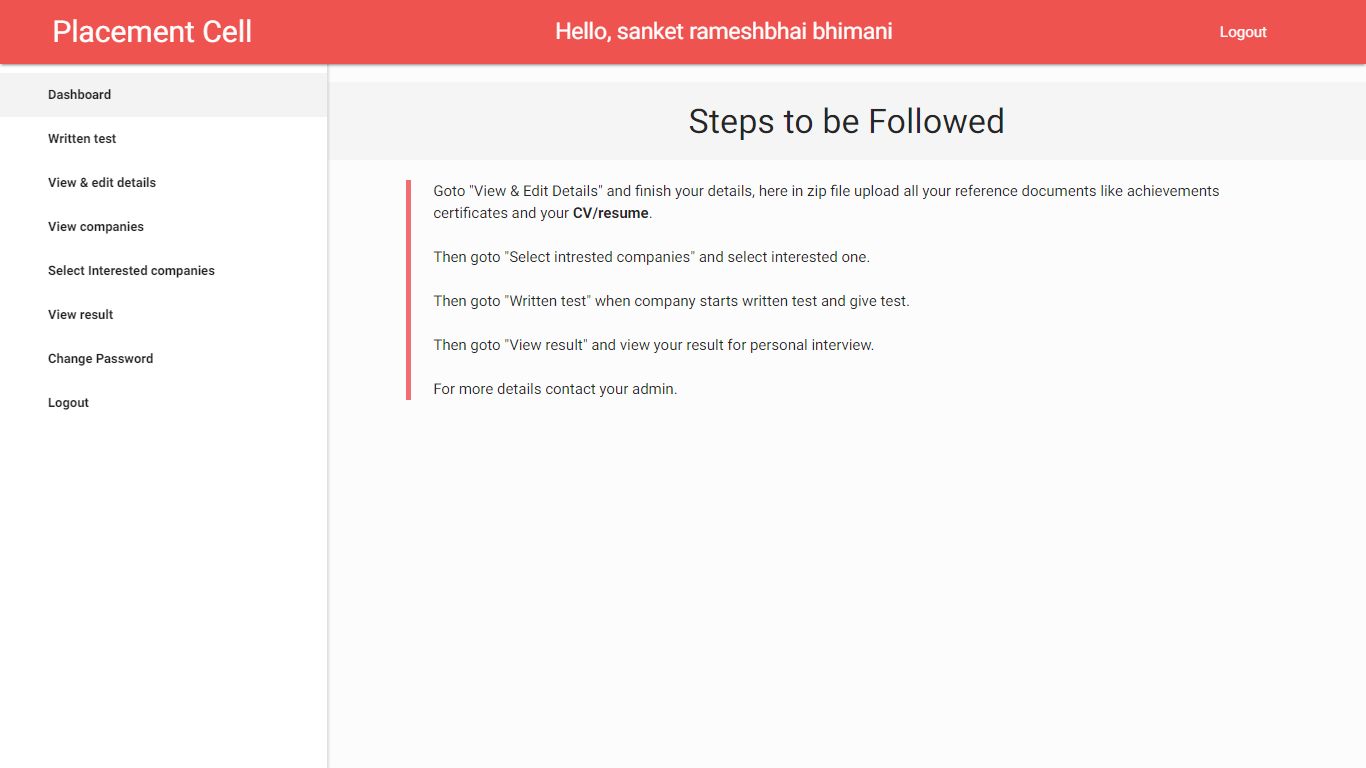 Placement Cell
Hello, sanket rameshbhai bhimani
Logout
Dashboard
Written test
View & edit details
View companies
Select Interested companies
View result
Change Password
Logout
Steps to be Followed
Goto "View & Edit Details" and finish your details, here in zip file upload all your reference documents like achievements
certificates and your CV/resume.
Then goto "Select intrested companies" and select interested one.
Then goto "Written test" when company starts written test and give test.
Then goto "View result" and view your result for personal interview.
For more details contact your admin.